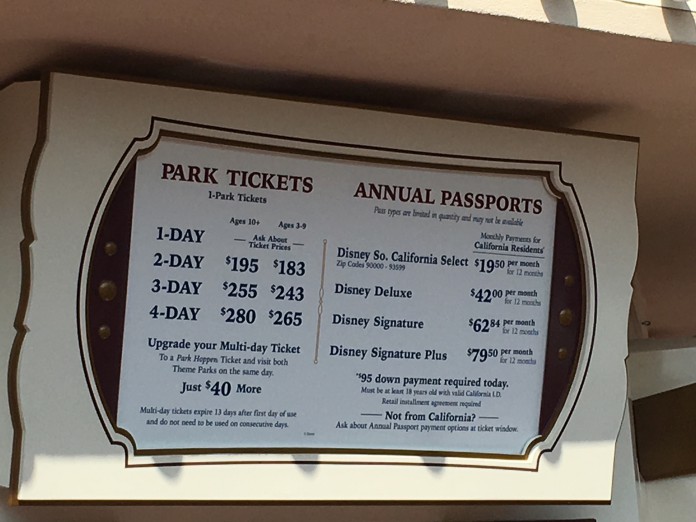 PARK TICKETS
1-Park Tickets
Ages 10+ Ages 3-9
1-DAY Ask About Ticket Prices
2-DAY $195 $183
3-DAY $255 $243
4-DAY $280 $265
Upgrade your Multi-day Ticket
To a Park Hopper Ticket and visit both
Theme Parks on the same day.
Just $40 More
Multi-day tickets expire 13 days after first day of use
and do not need to be used on consecutive days.
ANNUAL PASSPORTS
Pass types are limited in quantity and may not be available
Monthly Payments for
California Residents*
Disney So. California Select $19.50 per month
Zip Codes 90000 - 93599 for 12 months
Disney Deluxe $42.00 per month
for 12 months
Disney Signature $62.84 per month
for 12 months
Disney Signature Plus $79.50 per month
for 12 months
*$95 down payment required today.
Must be at least 18 years old with valid California I.D.
Retail installment agreement required
Not from California?
Ask about Annual Passport payment options at ticket window.